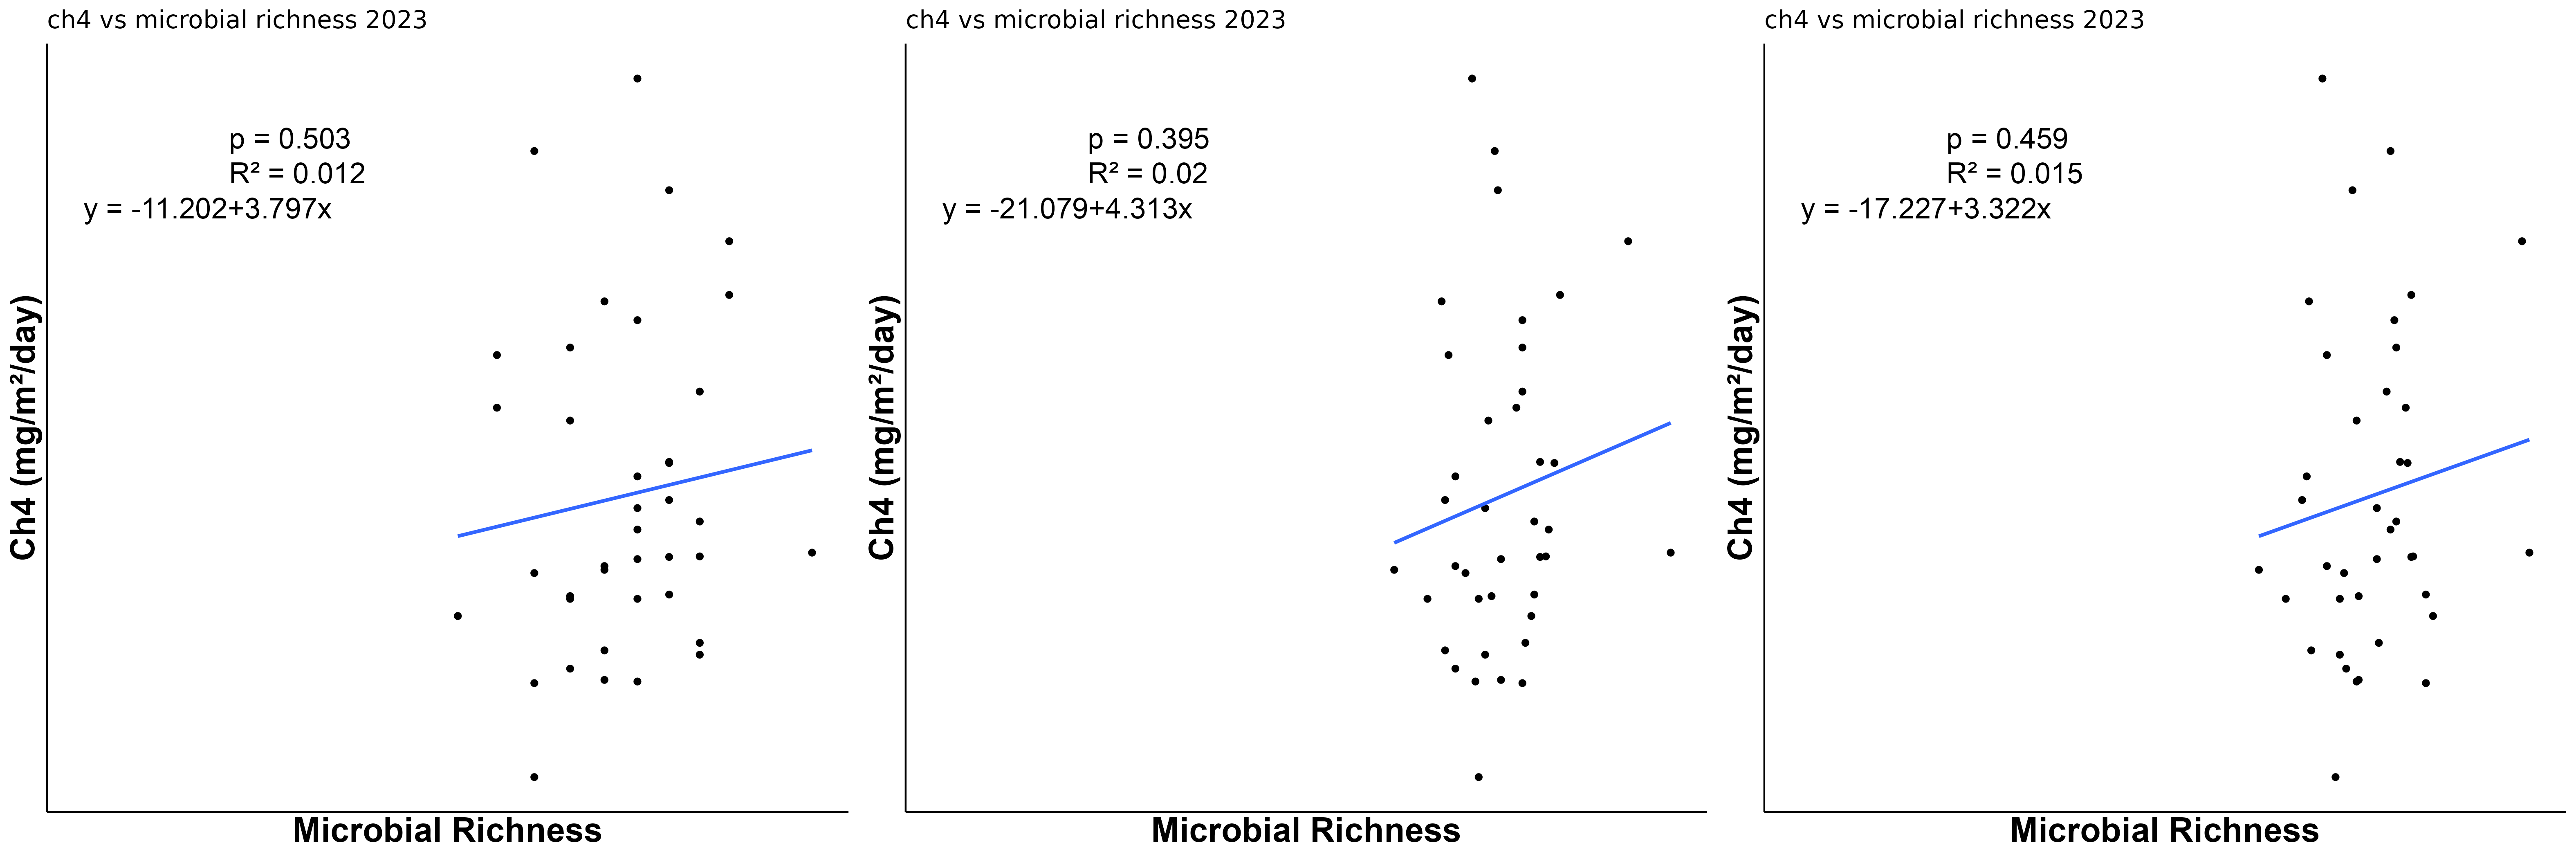 ch4 vs microbial richness 2023
p = 0.503
R² = 0.012
y = -11.202+3.797x
Ch4 (mg/m²/day)
Microbial Richness
ch4 vs microbial richness 2023
p = 0.395
R² = 0.02
y = -21.079+4.313x
Ch4 (mg/m²/day)
Microbial Richness
ch4 vs microbial richness 2023
p = 0.459
R² = 0.015
y = -17.227+3.322x
Ch4 (mg/m²/day)
Microbial Richness